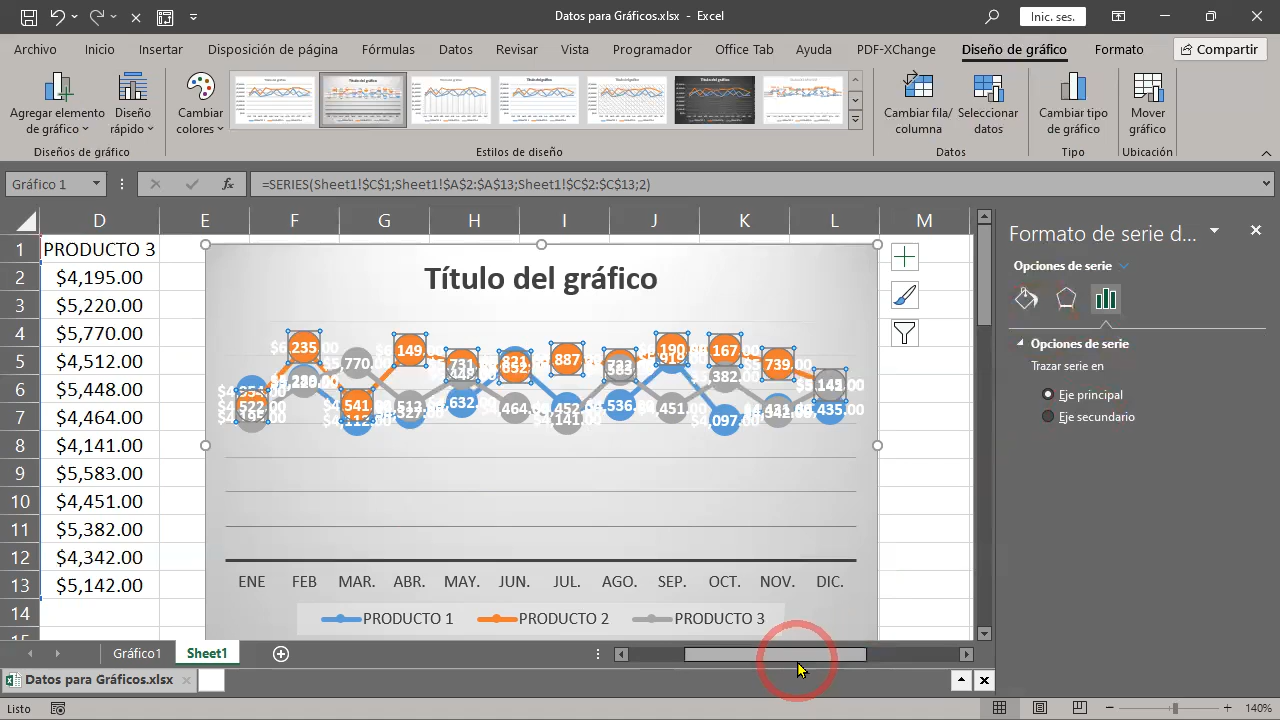 Datos para Gráficos.xlsx - Excel
Inic. ses.
Archivo Inicio Insertar Disposición de página Fórmulas Datos Revisar Vista Programador Office Tab Ayuda PDF-XChange Diseño de gráfico Formato Compartir
Agregar elemento de gráfico
Diseño rápido
Cambiar colores
Cambiar fila/columna
Seleccionar datos
Cambiar tipo de gráfico
Mover gráfico
Diseños de gráfico Estilos de diseño Datos Tipo Ubicación
Gráfico 1 fx =SERIES(Sheet1!$C$1;Sheet1!$A$2:$A$13;Sheet1!$C$2:$C$13;2)
D E F G H I J K L M
1 PRODUCTO 3
2 $4,195.00
3 $5,220.00
4 $5,770.00
5 $4,512.00
6 $5,448.00
7 $4,464.00
8 $4,141.00
9 $5,583.00
10 $4,451.00
11 $5,382.00
12 $4,342.00
13 $5,142.00
14
15
Título del gráfico
ENE FEB MAR. ABR. MAY. JUN. JUL. AGO. SEP. OCT. NOV. DIC.
PRODUCTO 1 PRODUCTO 2 PRODUCTO 3
Formato de serie d...
Opciones de serie
Opciones de serie
Trazar serie en
Eje principal
Eje secundario
Gráfico1 Sheet1
Datos para Gráficos.xlsx
Listo
140%